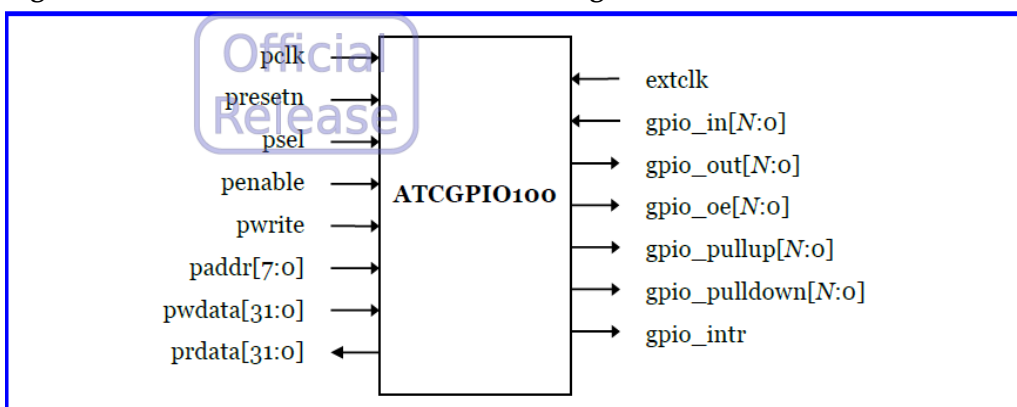 Official
Release
pclk
presetn
psel
penable
pwrite
paddr[7:0]
pwdata[31:0]
prdata[31:0]
ATCGPIO100
extclk
gpio_in[N:0]
gpio_out[N:0]
gpio_oe[N:0]
gpio_pullup[N:0]
gpio_pulldown[N:0]
gpio_intr